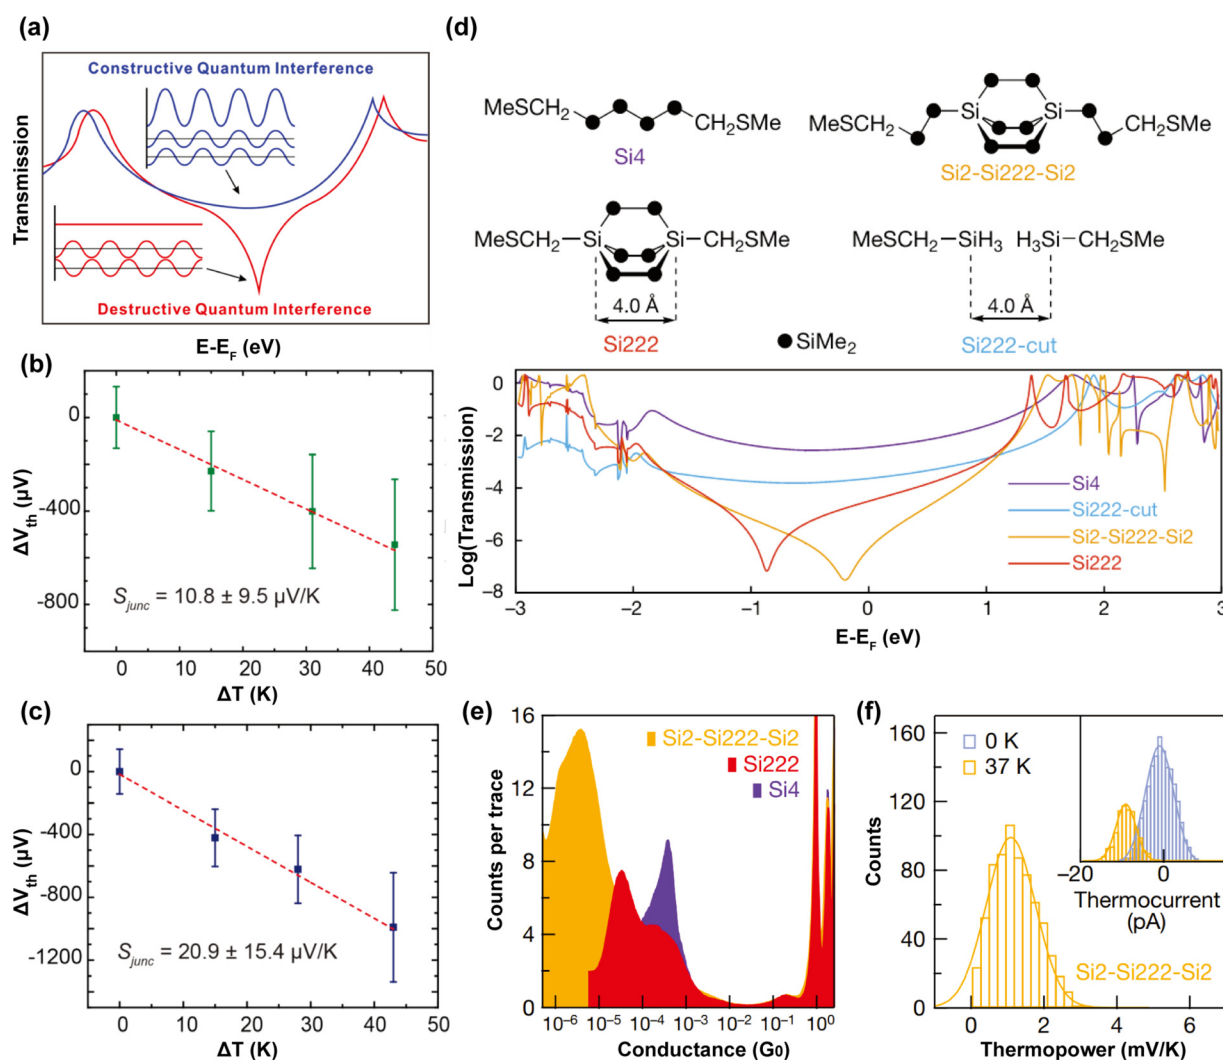 (a)
Constructive Quantum Interference
Transmission
Destructive Quantum Interference
E-E_F (eV)
(b)
0
-400
-800
ΔV_th (µV)
S_junc = 10.8 ± 9.5 µV/K
0 10 20 30 40 50
ΔT (K)
(c)
0
-400
-800
-1200
ΔV_th (µV)
S_junc = 20.9 ± 15.4 µV/K
0 10 20 30 40 50
ΔT (K)
(d)
MeSCH₂ CH₂SMe
Si4
MeSCH₂ Si Si CH₂SMe
Si2-Si222-Si2
MeSCH₂ Si Si CH₂SMe
4.0 Å
Si222
MeSCH₂ SiH₃ H₃Si CH₂SMe
4.0 Å
Si222-cut
SiMe₂
0
−2
−4
−6
−8
Log(Transmission)
Si4
Si222-cut
Si2-Si222-Si2
Si222
−3 −2 −1 0 1 2 3
E-E_F (eV)
(e)
16
12
8
4
0
Counts per trace
Si2-Si222-Si2
Si222
Si4
10⁻⁶ 10⁻⁵ 10⁻⁴ 10⁻³ 10⁻² 10⁻¹ 10⁰
Conductance (G₀)
(f)
160
120
80
40
0
Counts
0 K
37 K
−20 0
Thermocurrent
(pA)
Si2-Si222-Si2
0 2 4 6
Thermopower (mV/K)